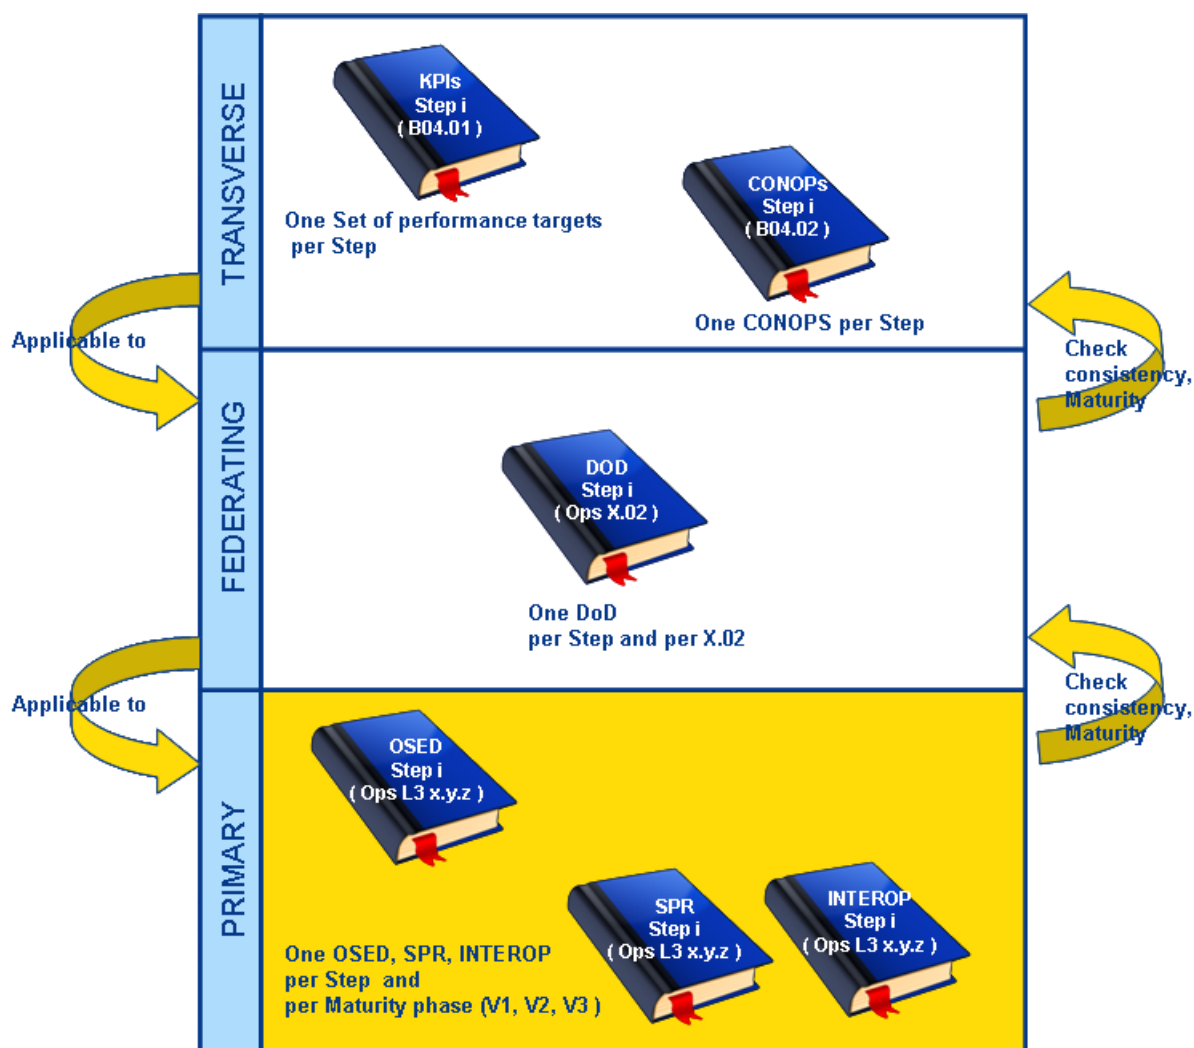 TRANSVERSE
KPIs
Step i
( B04.01 )
One Set of performance targets
per Step
CONOPs
Step i
( B04.02 )
One CONOPS per Step
Applicable to
Check
consistency,
Maturity
FEDERATING
DOD
Step i
( Ops X.02 )
One DoD
per Step and per X.02
Applicable to
Check
consistency,
Maturity
PRIMARY
OSED
Step i
( Ops L3 x.y.z )
SPR
Step i
( Ops L3 x.y.z )
INTEROP
Step i
( Ops L3 x.y.z )
One OSED, SPR, INTEROP
per Step and
per Maturity phase (V1, V2, V3 )